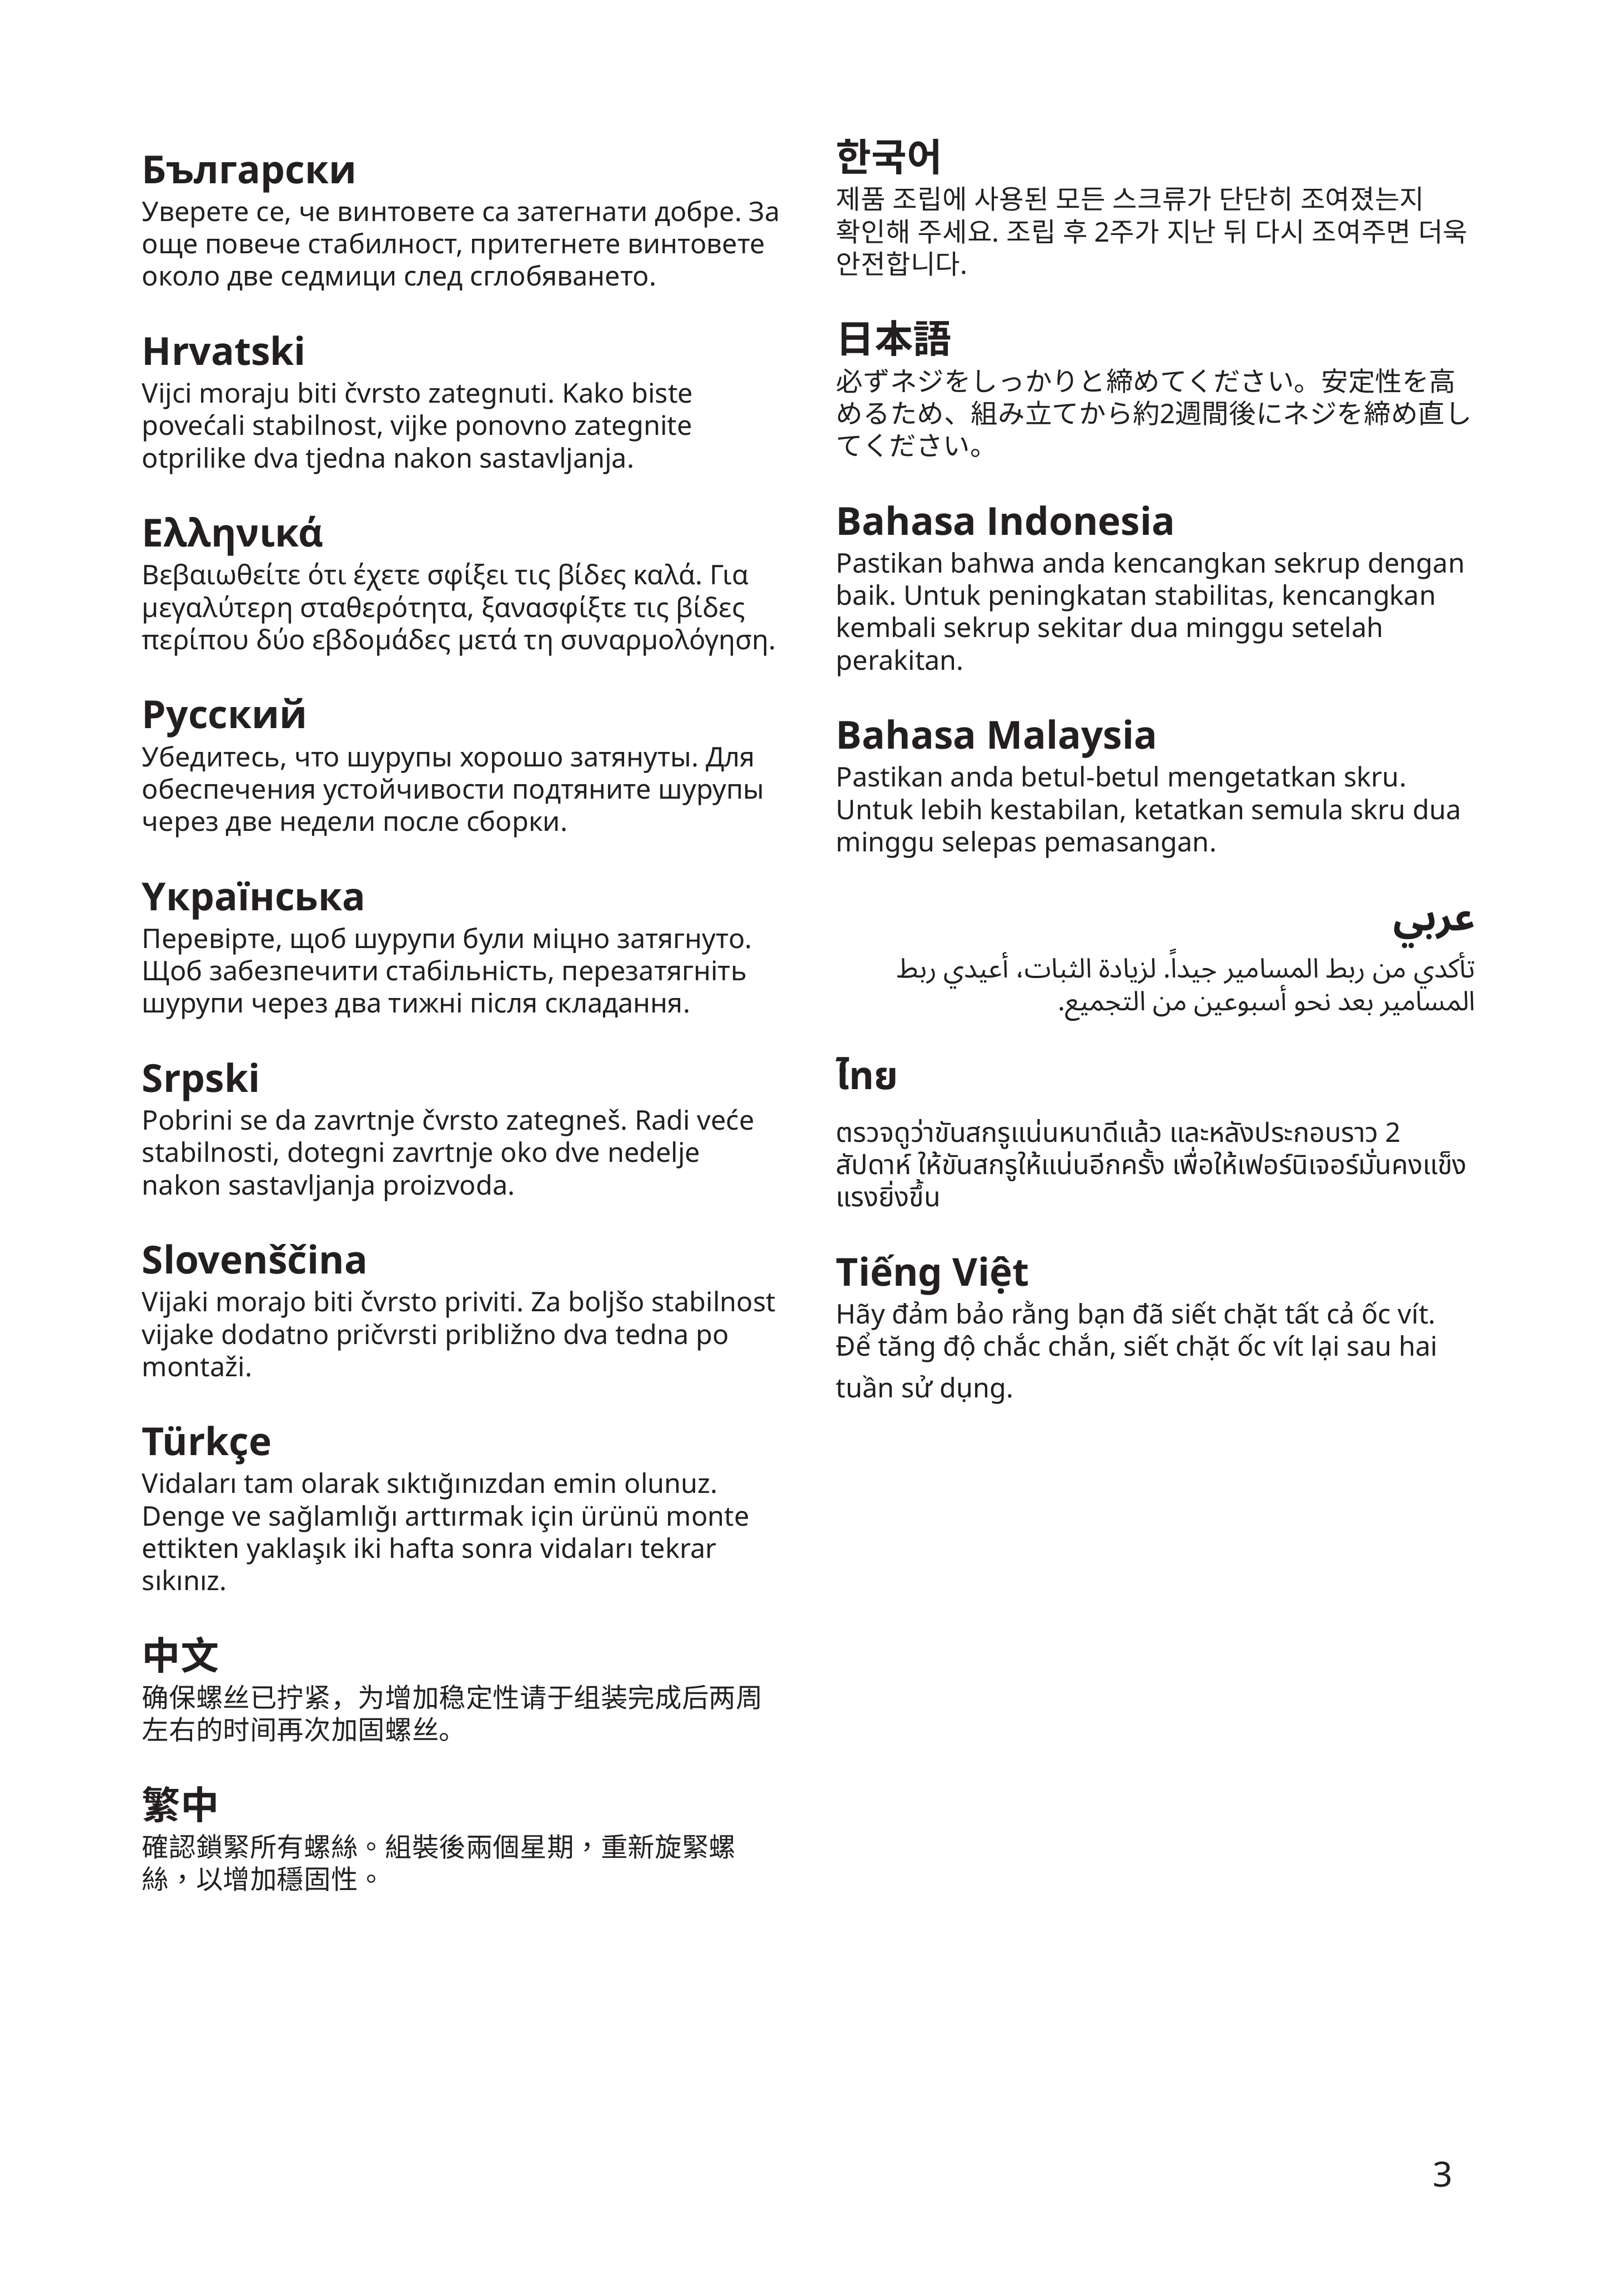 Български
Уверете се, че винтовете са затегнати добре. За
още повече стабилност, притегнете винтовете
около две седмици след сглобяването.
Hrvatski
Vijci moraju biti čvrsto zategnuti. Kako biste
povećali stabilnost, vijke ponovno zategnite
otprilike dva tjedna nakon sastavljanja.
Ελληνικά
Βεβαιωθείτε ότι έχετε σφίξει τις βίδες καλά. Για
μεγαλύτερη σταθερότητα, ξανασφίξτε τις βίδες
περίπου δύο εβδομάδες μετά τη συναρμολόγηση.
Русский
Убедитесь, что шурупы хорошо затянуты. Для
обеспечения устойчивости подтяните шурупы
через две недели после сборки.
Yкраїнська
Перевірте, щоб шурупи були міцно затягнуто.
Щоб забезпечити стабільність, перезатягніть
шурупи через два тижні після складання.
Srpski
Pobrini se da zavrtnje čvrsto zategneš. Radi veće
stabilnosti, dotegni zavrtnje oko dve nedelje
nakon sastavljanja proizvoda.
Slovenščina
Vijaki morajo biti čvrsto priviti. Za boljšo stabilnost
vijake dodatno pričvrsti približno dva tedna po
montaži.
Türkçe
Vidaları tam olarak sıktığınızdan emin olunuz.
Denge ve sağlamlığı arttırmak için ürünü monte
ettikten yaklaşık iki hafta sonra vidaları tekrar
sıkınız.
中文
确保螺丝已拧紧，为增加稳定性请于组装完成后两周
左右的时间再次加固螺丝。
繁中
確認鎖緊所有螺絲。組裝後兩個星期，重新旋緊螺
絲，以增加穩固性。
한국어
제품 조립에 사용된 모든 스크류가 단단히 조여졌는지
확인해 주세요. 조립 후 2주가 지난 뒤 다시 조여주면 더욱
안전합니다.
日本語
必ずネジをしっかりと締めてください。安定性を高
めるため、組み立てから約2週間後にネジを締め直し
てください。
Bahasa Indonesia
Pastikan bahwa anda kencangkan sekrup dengan
baik. Untuk peningkatan stabilitas, kencangkan
kembali sekrup sekitar dua minggu setelah
perakitan.
Bahasa Malaysia
Pastikan anda betul-betul mengetatkan skru.
Untuk lebih kestabilan, ketatkan semula skru dua
minggu selepas pemasangan.
عربي
تأكدي من ربط المسامير جيداً. لزيادة الثبات، أعيدي ربط
المسامير بعد نحو أسبوعين من التجميع.
ไทย
ตรวจดูว่าขันสกรูแน่นหนาดีแล้ว และหลังประกอบราว 2
สัปดาห์ ให้ขันสกรูให้แน่นอีกครั้ง เพื่อให้เฟอร์นิเจอร์มั่นคงแข็ง
แรงยิ่งขึ้น
Tiếng Việt
Hãy đảm bảo rằng bạn đã siết chặt tất cả ốc vít.
Để tăng độ chắc chắn, siết chặt ốc vít lại sau hai
tuần sử dụng.
3